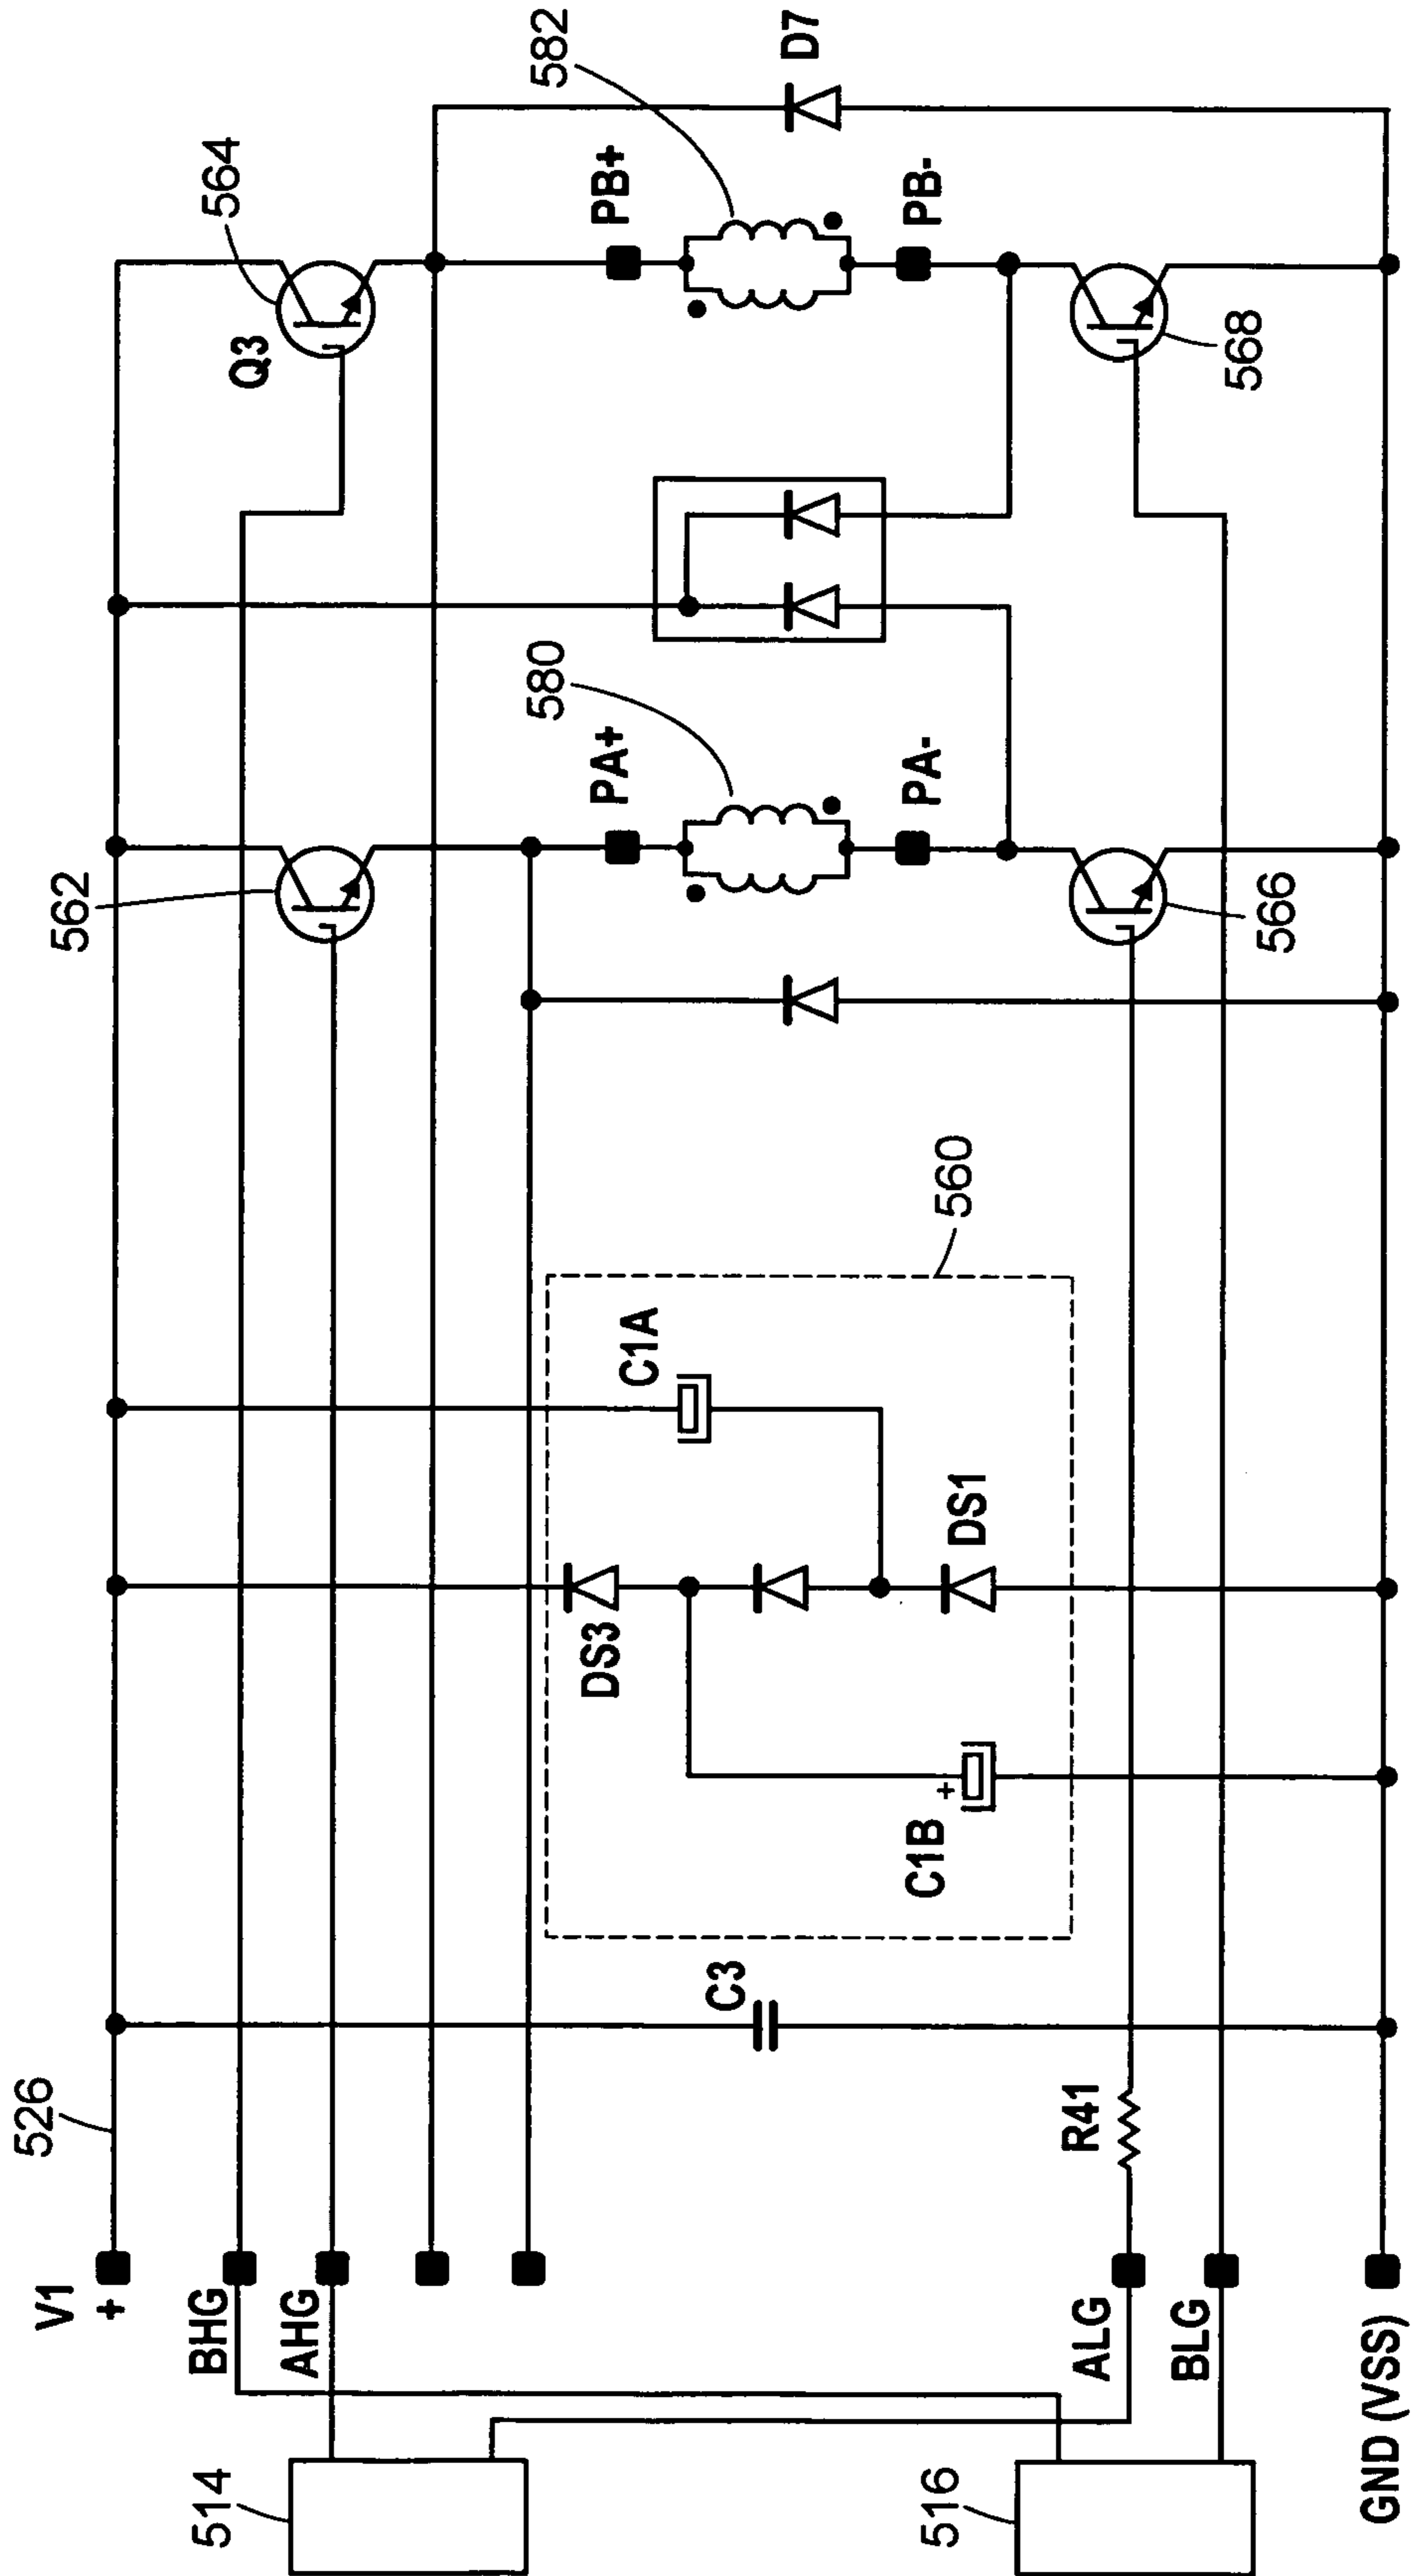 V1
+
526
BHG
AHG
514
516
ALG
BLG
GND (VSS)
R41
C3
C1B
+
DS3
DS1
C1A
560
562
566
PA+
PA-
580
Q3
564
568
PB+
PB-
582
D7